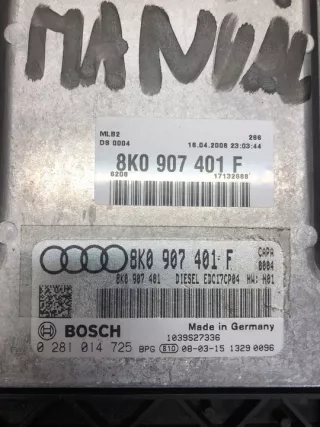 MANUAL
MLB2 266
D9 0004 16.04.2008 23:03:44
8K0 907 401 F
6208 17132688
8K0 907 401 F CAPA
8K0 907 401 DIESEL EDC17CP04 0004 HW: H01
BOSCH Made in Germany
1039S27336
0 281 014 725 BPG 810 08-03-15 1329 0096